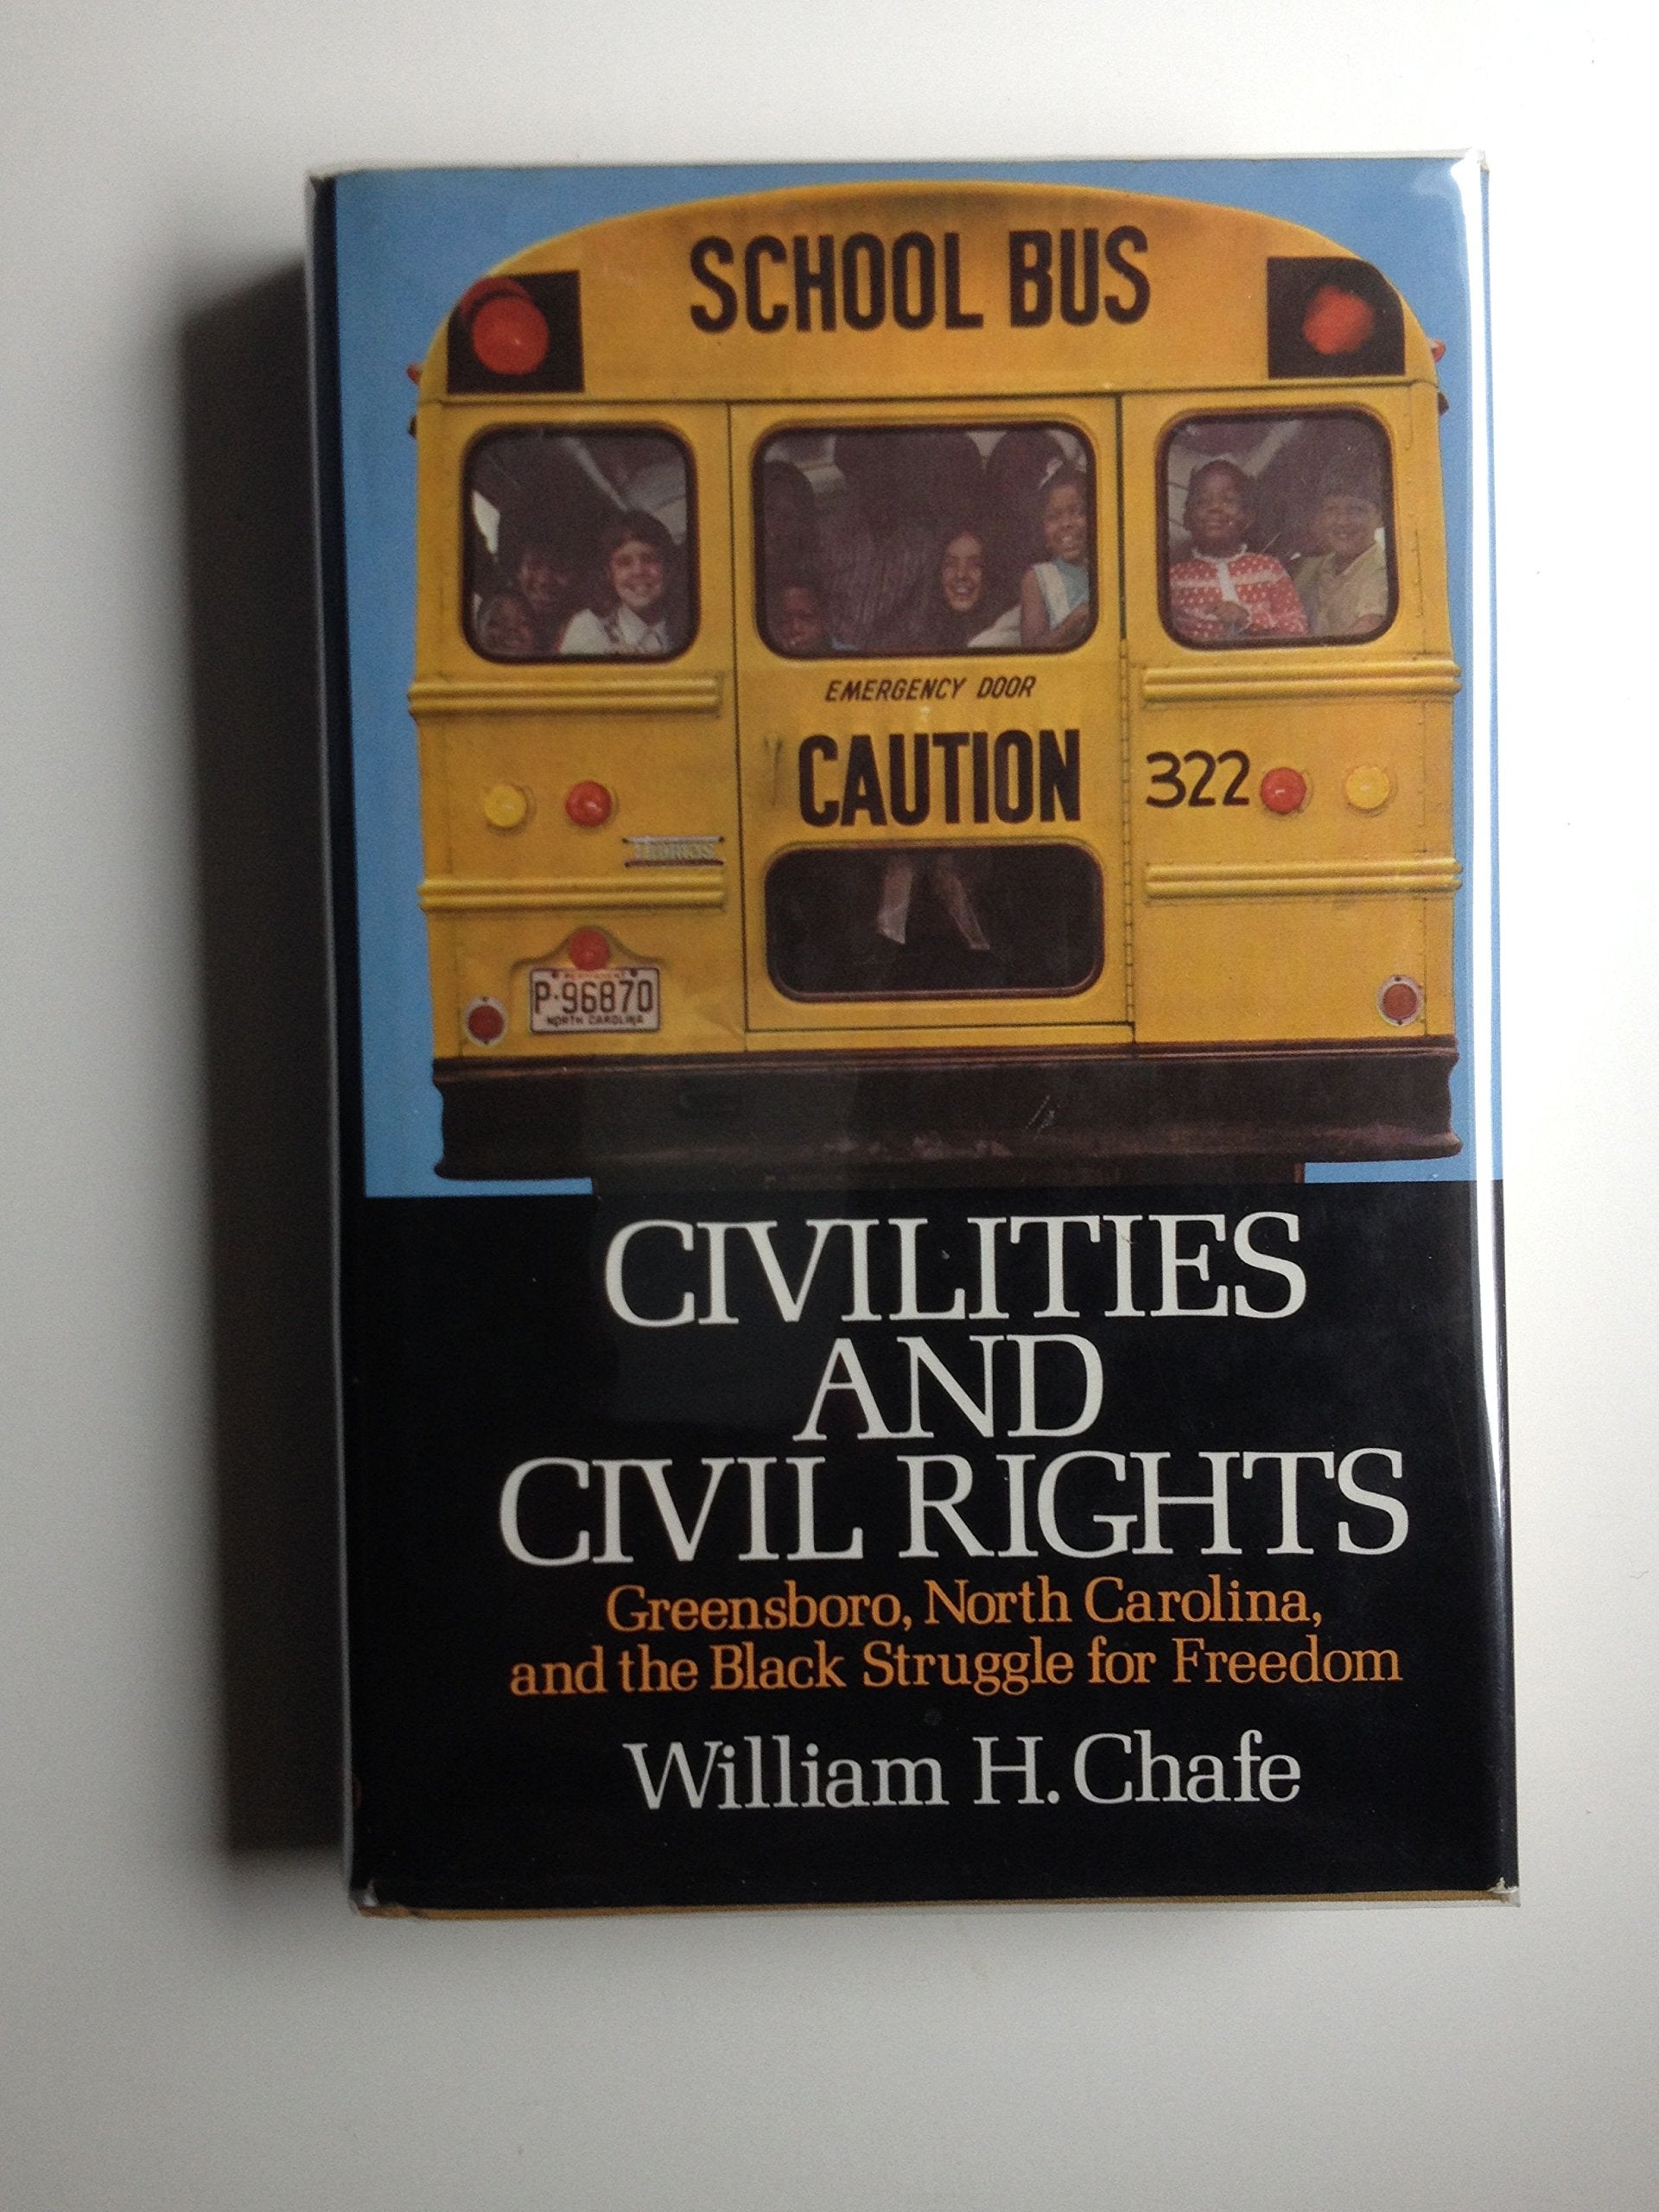 SCHOOL BUS
EMERGENCY DOOR
CAUTION
322
Thomas
P-96870
NORTH CAROLINA
CIVILITIES
AND
CIVIL RIGHTS
Greensboro, North Carolina,
and the Black Struggle for Freedom
William H. Chafe